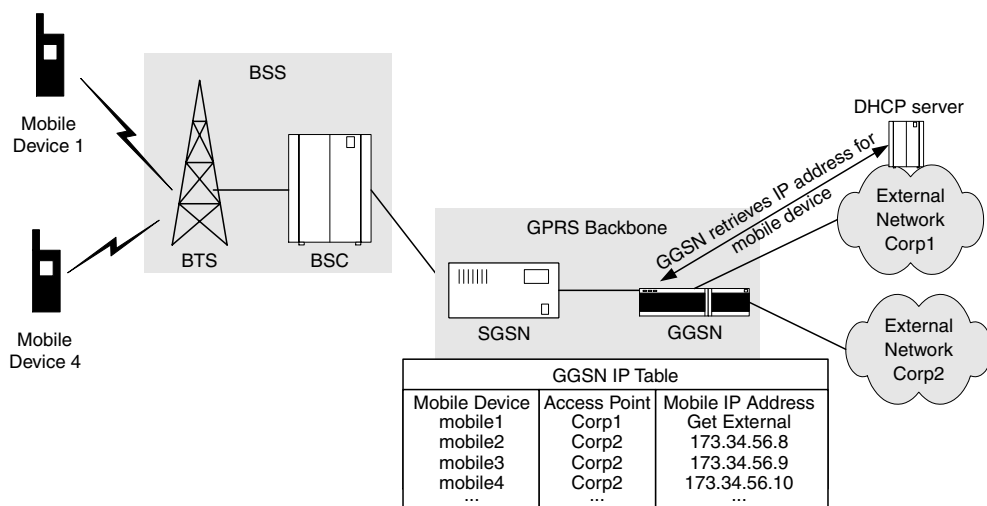 BSS
Mobile
Device 1
DHCP server
GGSN retrieves IP address for
mobile device
External
Network
Corp1
BTS
BSC
GPRS Backbone
Mobile
Device 4
SGSN
GGSN
External
Network
Corp2
GGSN IP Table
Mobile Device Access Point Mobile IP Address
mobile1 Corp1 Get External
mobile2 Corp2 173.34.56.8
mobile3 Corp2 173.34.56.9
mobile4 Corp2 173.34.56.10
... ... ...